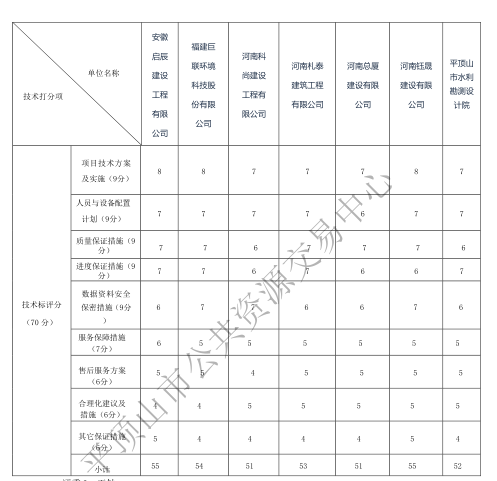 单位名称
技术打分项
安徽
启辰
建设
工程
有限
公司
福建巨
联环境
科技股
份有限
公司
河南科
尚建设
工程有
限公司
河南札泰
建筑工程
有限公司
河南总厦
建设有限
公司
河南钰晟
建设有限
公司
平顶山
市水利
勘测设
计院
技术标评分
(70 分)
项目技术方案
及实施（9分）
8 8 7 7 7 8 7
人员与设备配置
计划（9分）
7 7 7 7 6 7 7
质量保证措施（9
分）
7 7 6 7 7 7 6
进度保证措施（9
分）
7 7 6 7 6 6 7
数据资料安全
保密措施（9分
）
6 7 7 6 6 7 6
服务保障措施
（7分）
6 5 5 5 5 5 5
售后服务方案
（6分）
5 5 4 5 5 5 5
合理化建议及
措施（6分）
4 4 5 5 5 5 5
其它保证措施
（6分）
5 4 4 4 4 5 4
小计
55 54 51 53 51 55 52
平顶山市公共资源交易中心